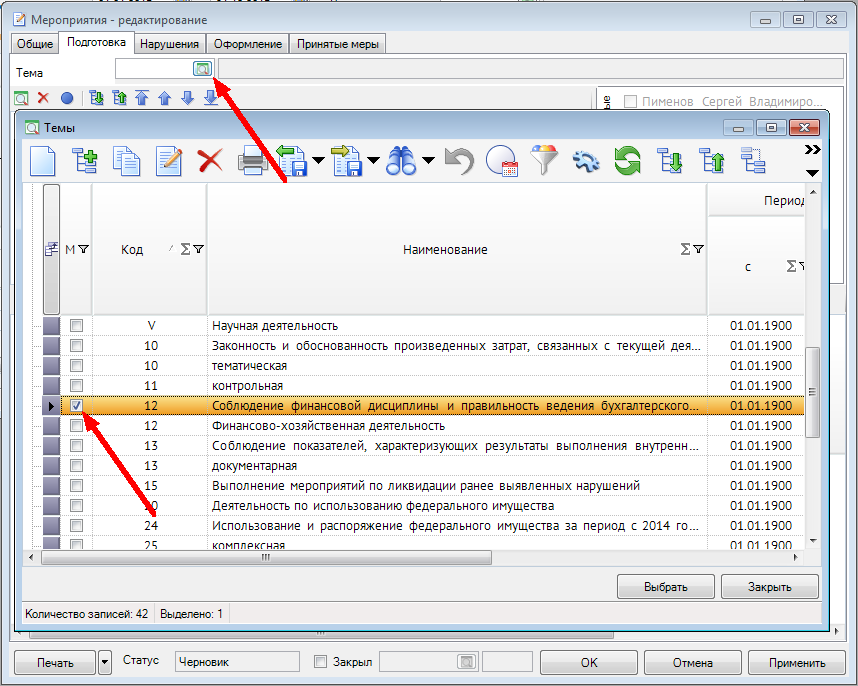 Мероприятия - редактирование
Общие Подготовка Нарушения Оформление Принятые меры
Тема
Пименов Сергей Владимиро...
Темы
Период
М Код Наименование
с
V Научная деятельность 01.01.1900
10 Законность и обоснованность произведенных затрат, связанных с текущей дея... 01.01.1900
10 тематическая 01.01.1900
11 контрольная 01.01.1900
12 Соблюдение финансовой дисциплины и правильность ведения бухгалтерского... 01.01.1900
12 Финансово-хозяйственная деятельность 01.01.1900
13 Соблюдение показателей, характеризующих результаты выполнения внутренн... 01.01.1900
13 документарная 01.01.1900
15 Выполнение мероприятий по ликвидации ранее выявленных нарушений 01.01.1900
Деятельность по использованию федерального имущества 01.01.1900
24 Использование и распоряжение федерального имущества за период с 2014 го... 01.01.1900
25 комплексная 01.01.1900
Выбрать Закрыть
Количество записей: 42 Выделено: 1
Печать Статус Черновик Закрыл OK Отмена Применить